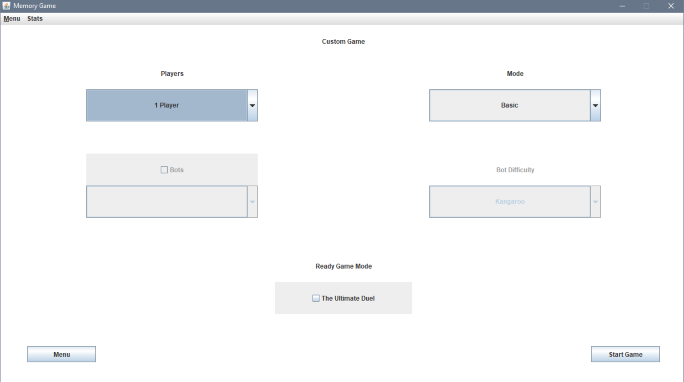 Memory Game
Menu Stats
Custom Game
Players Mode
1 Player Basic
Bots Bot Difficulty
Kangaroo
Ready Game Mode
The Ultimate Duel
Menu Start Game